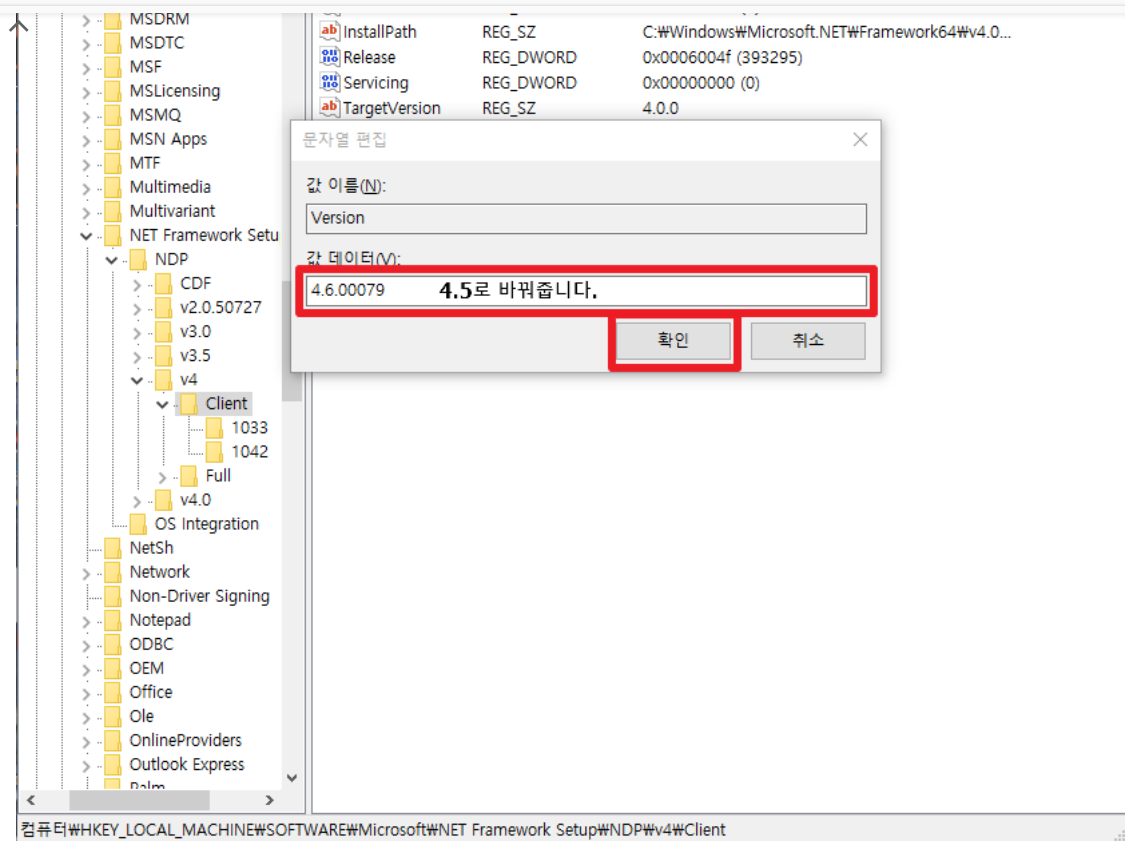 MSDRM
MSDTC
MSF
MSLicensing
MSMQ
MSN Apps
MTF
Multimedia
Multivariant
NET Framework Setu
NDP
CDF
v2.0.50727
v3.0
v3.5
v4
Client
1033
1042
Full
v4.0
OS Integration
NetSh
Network
Non-Driver Signing
Notepad
ODBC
OEM
Office
Ole
OnlineProviders
Outlook Express
Palm
InstallPath REG_SZ C:₩Windows₩Microsoft.NET₩Framework64₩v4.0...
Release REG_DWORD 0x0006004f (393295)
Servicing REG_DWORD 0x00000000 (0)
TargetVersion REG_SZ 4.0.0
문자열 편집
값 이름(N):
Version
값 데이터(V):
4.6.00079 4.5로 바꿔줍니다.
확인 취소
컴퓨터₩HKEY_LOCAL_MACHINE₩SOFTWARE₩Microsoft₩NET Framework Setup₩NDP₩v4₩Client